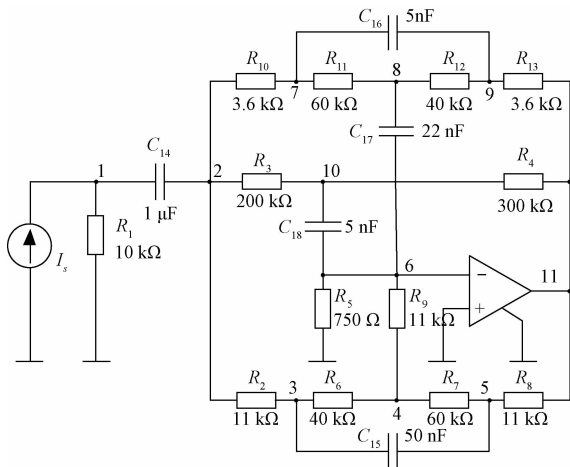 C16 5nF
R10 R11 8 R12 R13
7 9
3.6 kΩ 60 kΩ 40 kΩ 3.6 kΩ
C17 22 nF
C14
1 2 R3 10 R4
1 µF 200 kΩ 300 kΩ
R1 C18 5 nF
Is 10 kΩ
6 − 11
R5 R9 +
750 Ω 11 kΩ
R2 3 R6 R7 5 R8
4
11 kΩ 40 kΩ 60 kΩ 11 kΩ
C15 50 nF